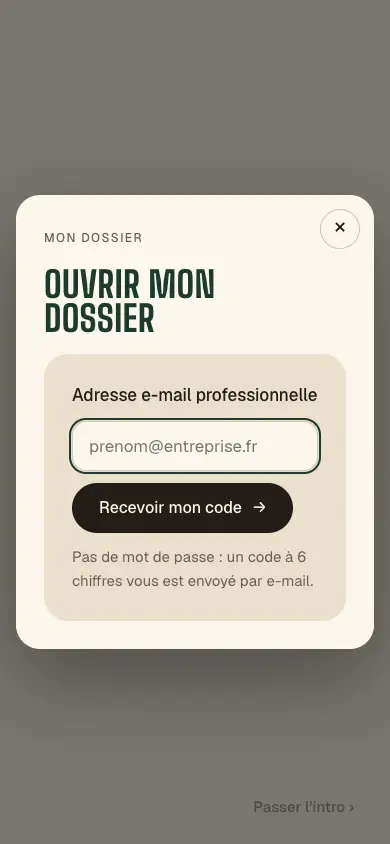 MON DOSSIER
×
OUVRIR MON
DOSSIER
Adresse e-mail professionnelle
prenom@entreprise.fr
Recevoir mon code →
Pas de mot de passe : un code à 6
chiffres vous est envoyé par e-mail.
Passer l'intro ›